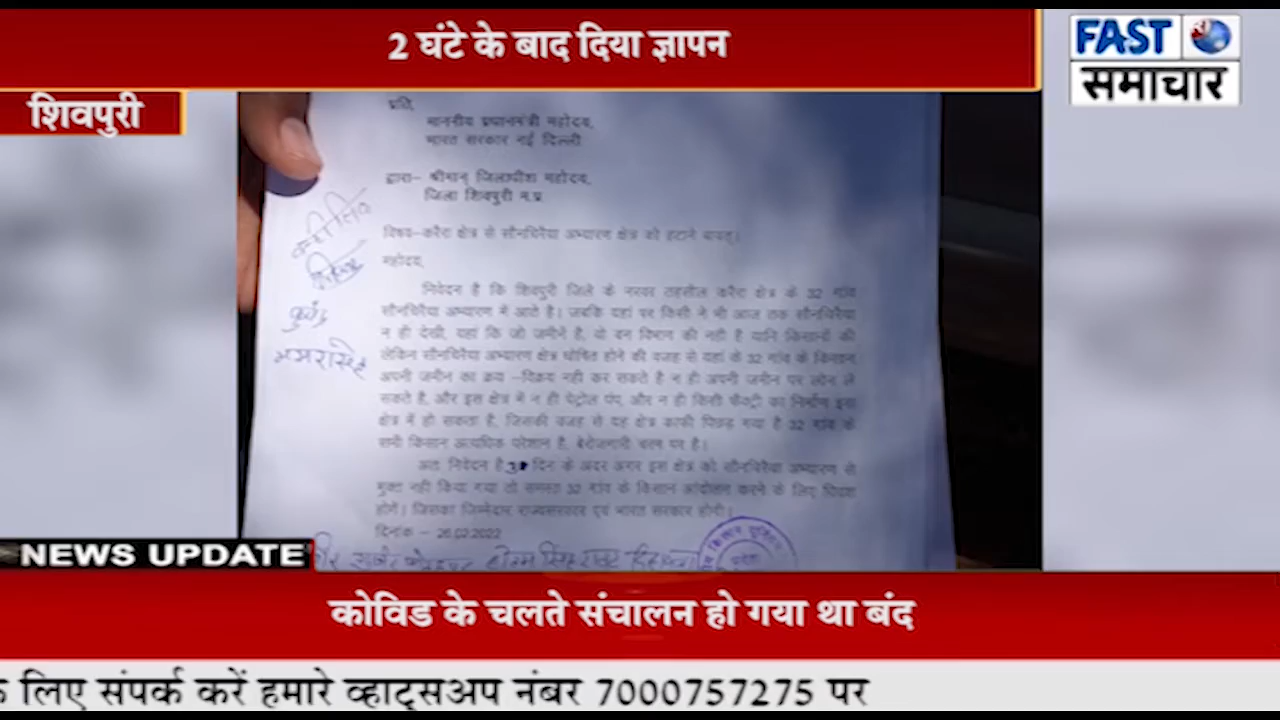 2 घंटे के बाद दिया ज्ञापन
FAST
समाचार
शिवपुरी
प्रति,
माननीय प्रधानमंत्री महोदय,
भारत सरकार नई दिल्ली
द्वारा- श्रीमान् जिलाधीश महोदय,
जिला शिवपुरी म.प्र.
विषय-करैरा क्षेत्र से सौनचिरैया अभ्यारण क्षेत्र को हटाने बावत्।
महोदय,
निवेदन है कि शिवपुरी जिले के नरवर तहसील करैरा क्षेत्र के 32 गांव
सौनचिरैया अभ्यारण में आते है। जबकि यहां पर किसी ने भी आज तक सौनचिरैया
न ही देखी, यहां कि जो जमीने है, वो वन विभाग की नही है यानि किसानों की
लेकिन सौनचिरैया अभ्यारण क्षेत्र घोषित होने की वजह से यहां के 32 गांव के किसान
अपनी जमीन का क्रय -विक्रय नही कर सकते है न ही अपनी जमीन पर लोन ले
सकते है, और इस क्षेत्र में न ही पेट्रोल पंप, और न ही किसी फैक्ट्री का निर्माण इस
क्षेत्र में हो सकता है, जिसकी वजह से यह क्षेत्र काफी पिछड़ गया है 32 गांव के
सभी किसान अत्यधिक परेशान है, बेरोजगारी चरम पर है।
अतः निवेदन है दिन के अंदर अगर इस क्षेत्र को सौनचिरैया अभ्यारण से
मुक्त नही किया गया तो समस्त 32 गांव के किसान आंदोलन करने के लिए विवश
होगें। जिसका जिम्मेदार राज्यसरकार एवं भारत सरकार होगी।
दिनांक -
NEWS UPDATE
कोविड के चलते संचालन हो गया था बंद
लिए संपर्क करें हमारे व्हाट्सअप नंबर 7000757275 पर